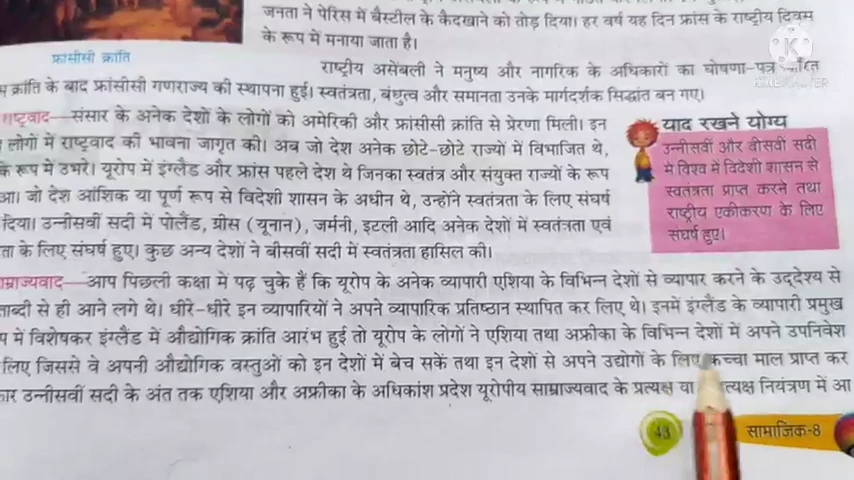 जनता ने पेरिस में बैस्टील के कैदखाने को तोड़ दिया। हर वर्ष यह दिन फ्रांस के राष्ट्रीय दिवस
के रूप में मनाया जाता है।
फ्रांसीसी क्रांति
राष्ट्रीय असेंबली ने मनुष्य और नागरिक के अधिकारों का घोषणा-पत्र
क्रांति के बाद फ्रांसीसी गणराज्य की स्थापना हुई। स्वतंत्रता, बंधुत्व और समानता उनके मार्गदर्शक सिद्धांत बन गए।
राष्ट्रवाद—संसार के अनेक देशों के लोगों को अमेरिकी और फ्रांसीसी क्रांति से प्रेरणा मिली। इन
लोगों में राष्ट्रवाद की भावना जागृत की। अब जो देश अनेक छोटे-छोटे राज्यों में विभाजित थे,
के रूप में उभरे। यूरोप में इंग्लैंड और फ्रांस पहले देश थे जिनका स्वतंत्र और संयुक्त राज्यों के रूप
आ। जो देश आंशिक या पूर्ण रूप से विदेशी शासन के अधीन थे, उन्होंने स्वतंत्रता के लिए संघर्ष
दिया। उन्नीसवीं सदी में पोलैंड, ग्रीस (यूनान), जर्मनी, इटली आदि अनेक देशों में स्वतंत्रता एवं
ता के लिए संघर्ष हुए। कुछ अन्य देशों ने बीसवीं सदी में स्वतंत्रता हासिल की।
याद रखने योग्य
उन्नीसवीं और बीसवीं सदी
में विश्व में विदेशी शासन से
स्वतंत्रता प्राप्त करने तथा
राष्ट्रीय एकीकरण के लिए
संघर्ष हुए।
म्राज्यवाद—आप पिछली कक्षा में पढ़ चुके हैं कि यूरोप के अनेक व्यापारी एशिया के विभिन्न देशों से व्यापार करने के उद्देश्य से
ताब्दी से ही आने लगे थे। धीरे-धीरे इन व्यापारियों ने अपने व्यापारिक प्रतिष्ठान स्थापित कर लिए थे। इनमें इंग्लैंड के व्यापारी प्रमुख
प में विशेषकर इंग्लैंड में औद्योगिक क्रांति आरंभ हुई तो यूरोप के लोगों ने एशिया तथा अफ्रीका के विभिन्न देशों में अपने उपनिवेश
लिए जिससे वे अपनी औद्योगिक वस्तुओं को इन देशों में बेच सकें तथा इन देशों से अपने उद्योगों के लिए कच्चा माल प्राप्त कर
कार उन्नीसवीं सदी के अंत तक एशिया और अफ्रीका के अधिकांश प्रदेश यूरोपीय साम्राज्यवाद के प्रत्यक्ष या नियंत्रण में आ
43
सामाजिक-8
KINEMASTER